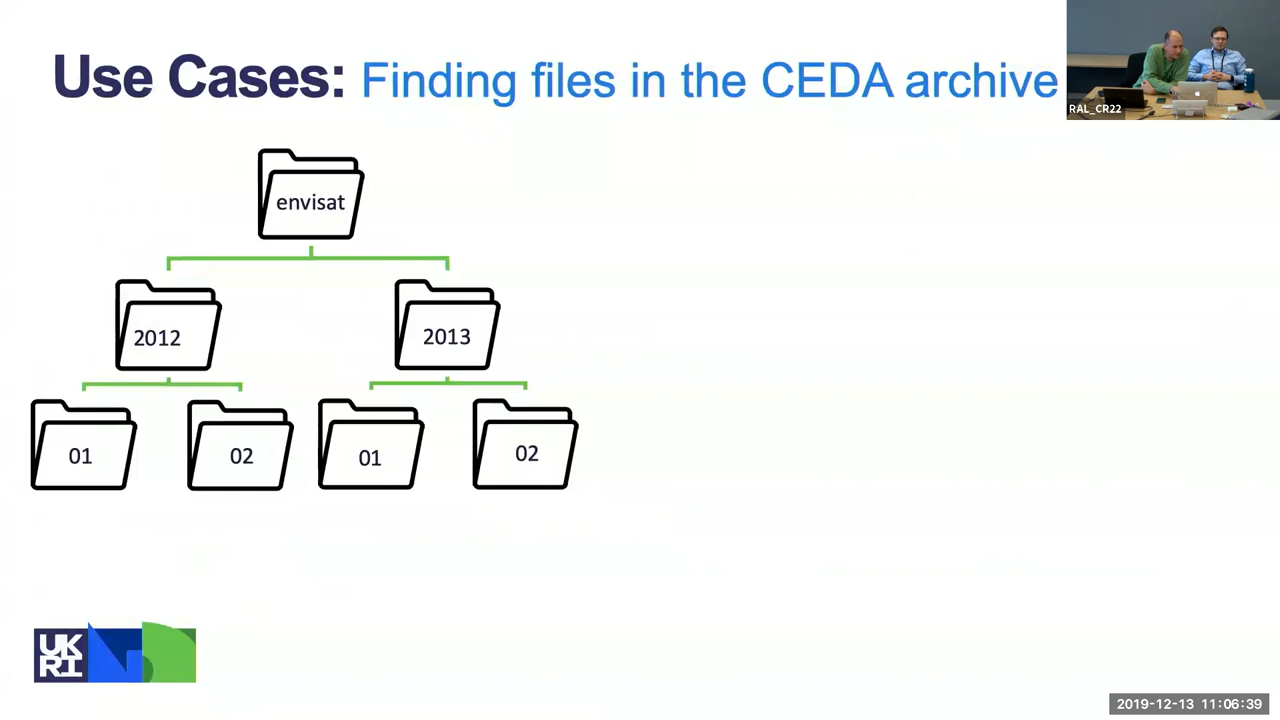 Use Cases: Finding files in the CEDA archive
RAL_CR22
envisat
2012
2013
01
02
01
02
UK
RI
2019-12-13 11:06:39